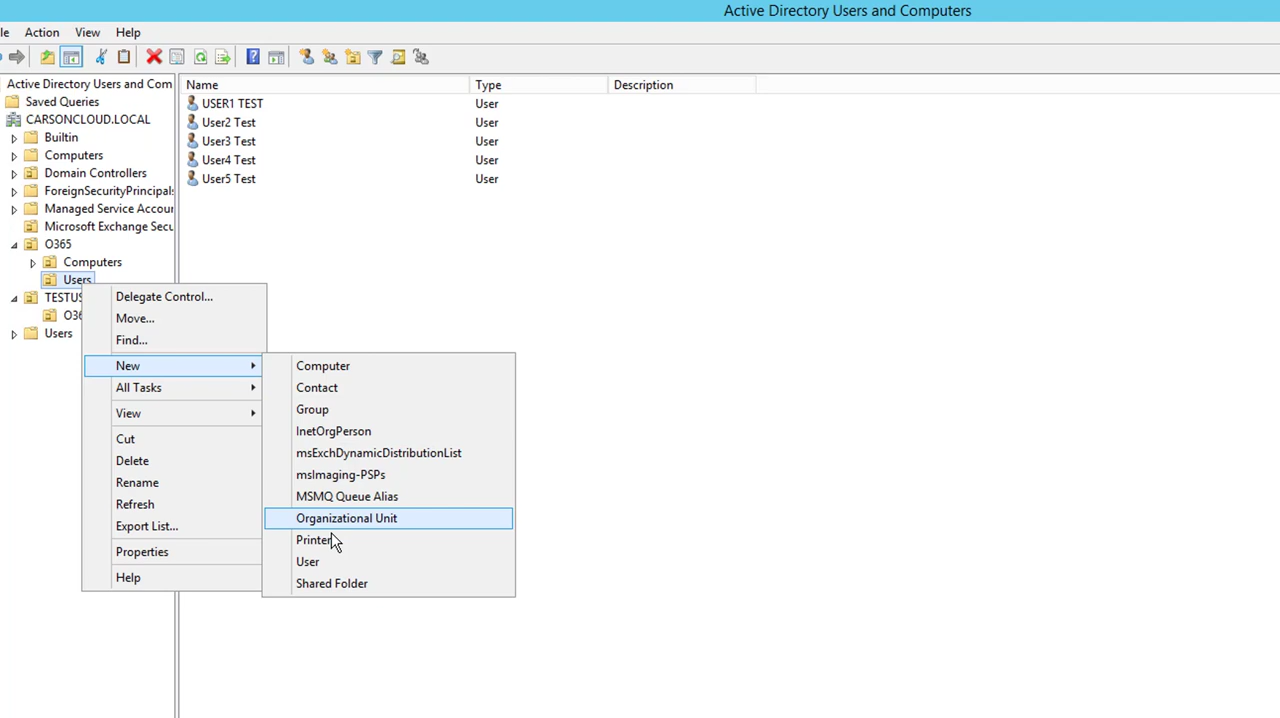 Active Directory Users and Computers
le Action View Help
Active Directory Users and Com
Saved Queries
CARSONCLOUD.LOCAL
Builtin
Computers
Domain Controllers
ForeignSecurityPrincipals
Managed Service Accour
Microsoft Exchange Secu
O365
Computers
Users
TESTUS
O36
Users
Name Type Description
USER1 TEST User
User2 Test User
User3 Test User
User4 Test User
User5 Test User
Delegate Control...
Move...
Find...
New
All Tasks
View
Cut
Delete
Rename
Refresh
Export List...
Properties
Help
Computer
Contact
Group
InetOrgPerson
msExchDynamicDistributionList
msImaging-PSPs
MSMQ Queue Alias
Organizational Unit
Printer
User
Shared Folder